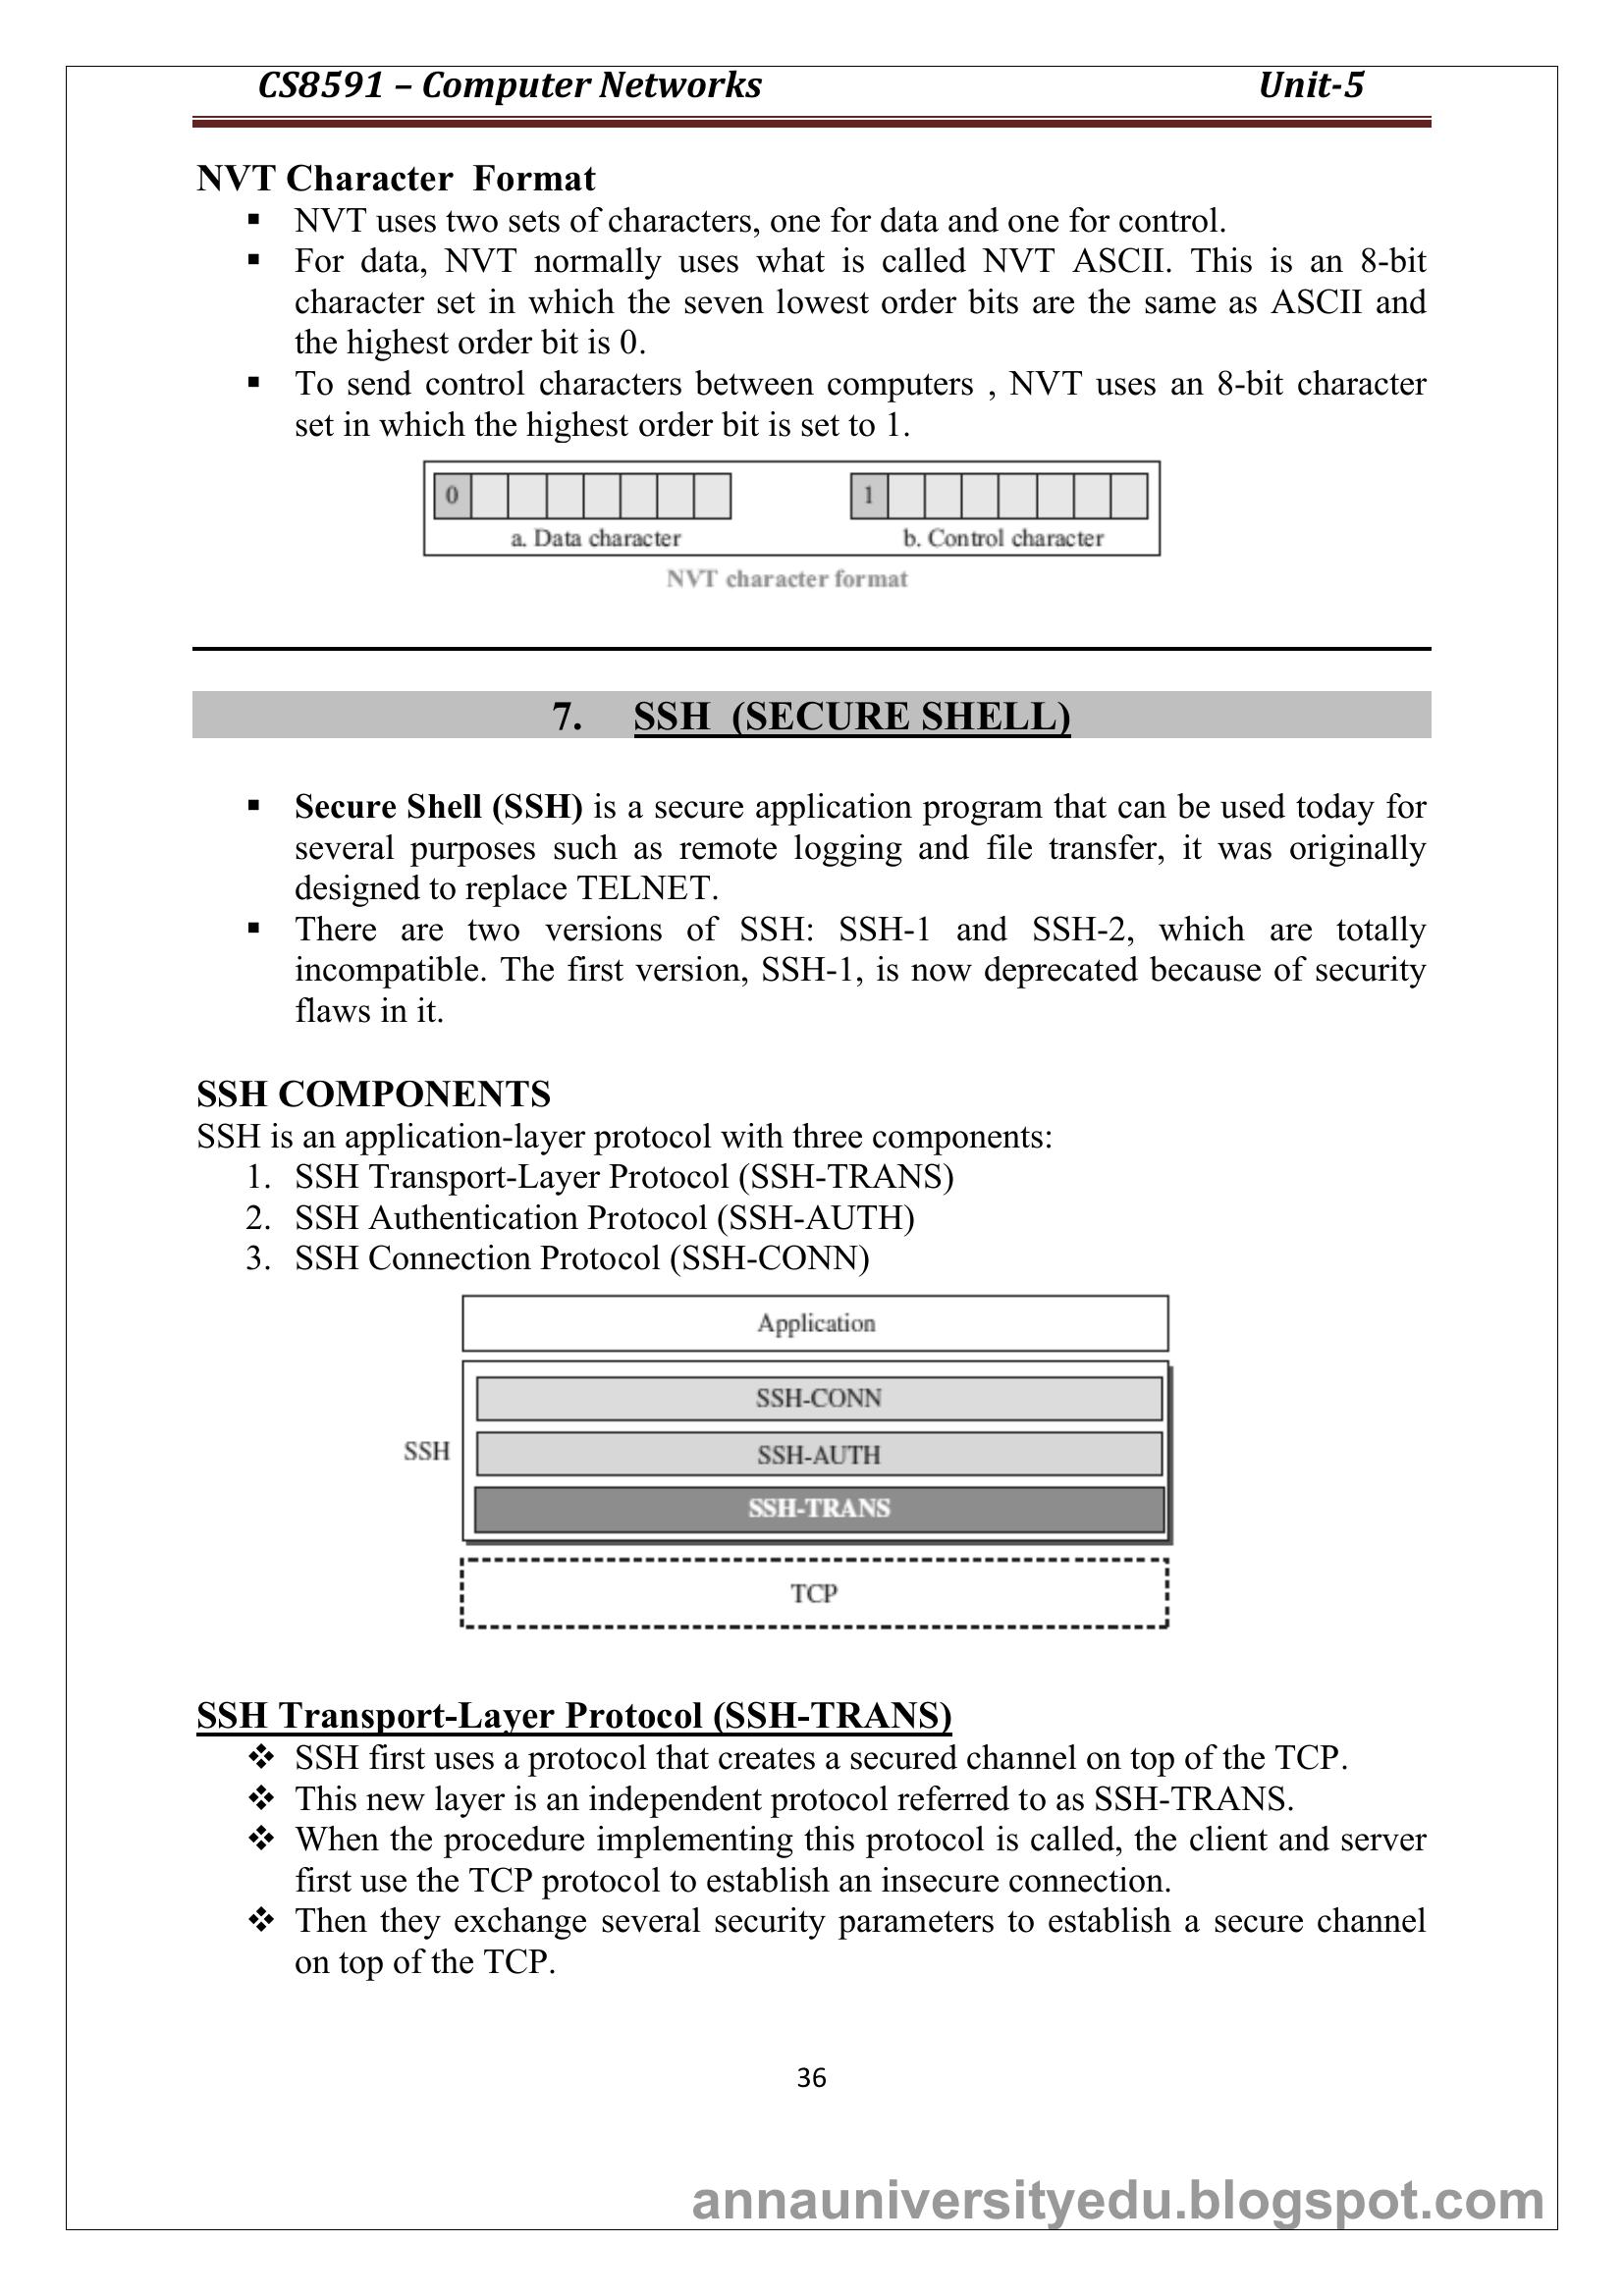 CS8591 – Computer Networks Unit-5
NVT Character Format
▪ NVT uses two sets of characters, one for data and one for control.
▪ For data, NVT normally uses what is called NVT ASCII. This is an 8-bit
character set in which the seven lowest order bits are the same as ASCII and
the highest order bit is 0.
▪ To send control characters between computers , NVT uses an 8-bit character
set in which the highest order bit is set to 1.
0 1
a. Data character b. Control character
NVT character format
7. SSH (SECURE SHELL)
▪ Secure Shell (SSH) is a secure application program that can be used today for
several purposes such as remote logging and file transfer, it was originally
designed to replace TELNET.
▪ There are two versions of SSH: SSH-1 and SSH-2, which are totally
incompatible. The first version, SSH-1, is now deprecated because of security
flaws in it.
SSH COMPONENTS
SSH is an application-layer protocol with three components:
1. SSH Transport-Layer Protocol (SSH-TRANS)
2. SSH Authentication Protocol (SSH-AUTH)
3. SSH Connection Protocol (SSH-CONN)
Application
SSH-CONN
SSH SSH-AUTH
SSH-TRANS
TCP
SSH Transport-Layer Protocol (SSH-TRANS)
❖ SSH first uses a protocol that creates a secured channel on top of the TCP.
❖ This new layer is an independent protocol referred to as SSH-TRANS.
❖ When the procedure implementing this protocol is called, the client and server
first use the TCP protocol to establish an insecure connection.
❖ Then they exchange several security parameters to establish a secure channel
on top of the TCP.
36
annauniversityedu.blogspot.com